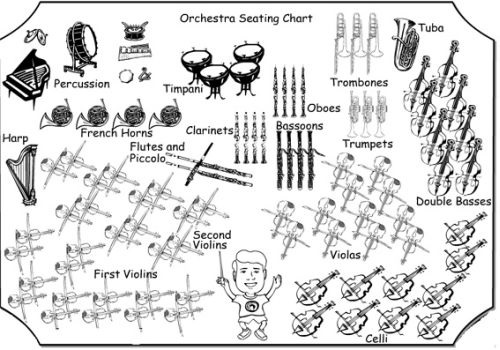 Orchestra Seating Chart
Tuba
Percussion
Timpani
Trombones
Oboes
French Horns
Clarinets
Bassoons
Trumpets
Harp
Flutes and
Piccolo
Double Basses
Second
Violins
First Violins
Violas
Celli